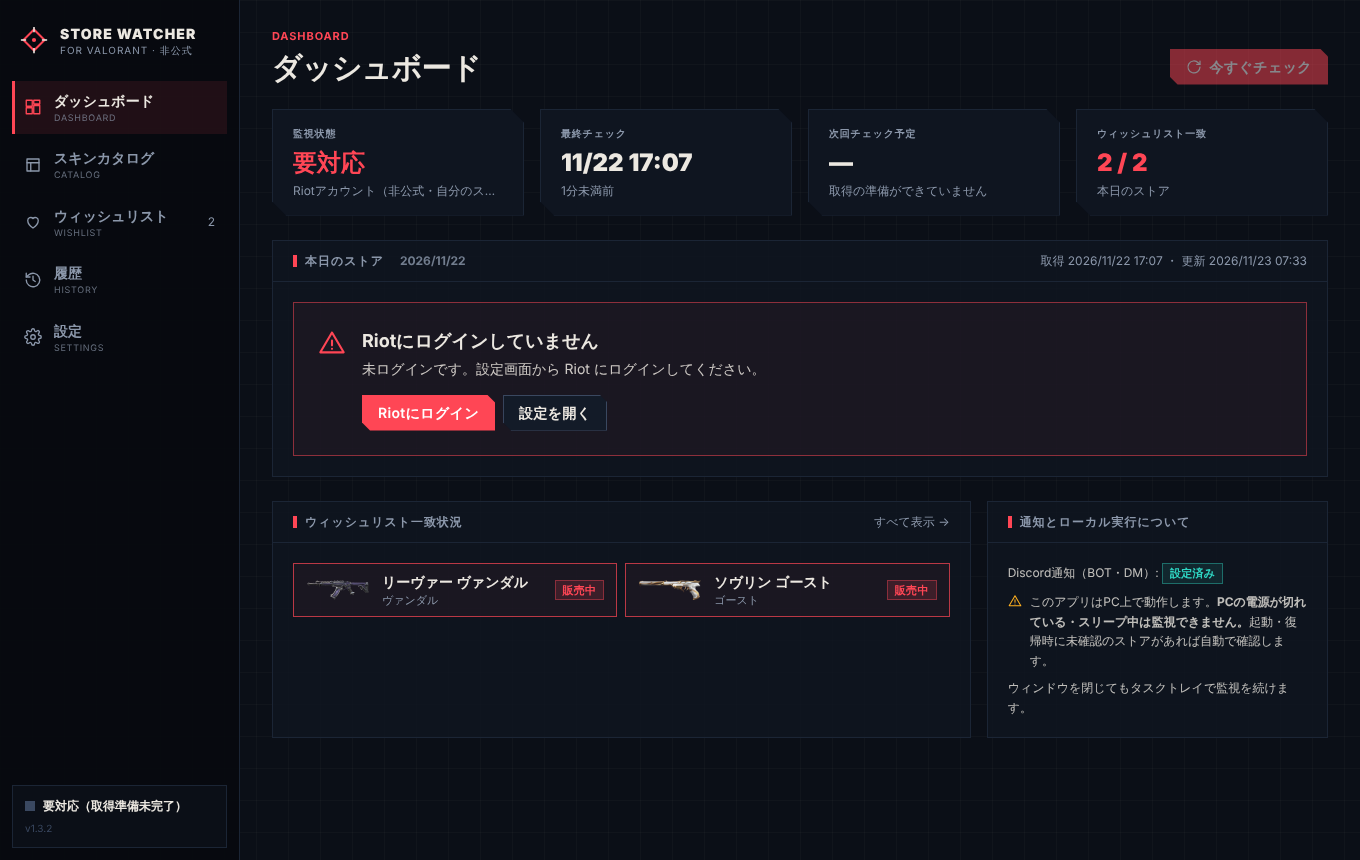 STORE WATCHER
FOR VALORANT · 非公式
ダッシュボード
DASHBOARD
スキンカタログ
CATALOG
ウィッシュリスト
WISHLIST
2
履歴
HISTORY
設定
SETTINGS
要対応（取得準備未完了）
v1.3.2
DASHBOARD
ダッシュボード
今すぐチェック
監視状態
要対応
Riotアカウント（非公式・自分のス...
最終チェック
11/22 17:07
1分未満前
次回チェック予定
—
取得の準備ができていません
ウィッシュリスト一致
2 / 2
本日のストア
本日のストア 2026/11/22
取得 2026/11/22 17:07 ・ 更新 2026/11/23 07:33
Riotにログインしていません
未ログインです。設定画面から Riot にログインしてください。
Riotにログイン
設定を開く
ウィッシュリスト一致状況
すべて表示 →
リーヴァー ヴァンダル
ヴァンダル
販売中
ソヴリン ゴースト
ゴースト
販売中
通知とローカル実行について
Discord通知（BOT・DM）: 設定済み
このアプリはPC上で動作します。PCの電源が切れ
ている・スリープ中は監視できません。起動・復
帰時に未確認のストアがあれば自動で確認しま
す。
ウィンドウを閉じてもタスクトレイで監視を続けま
す。